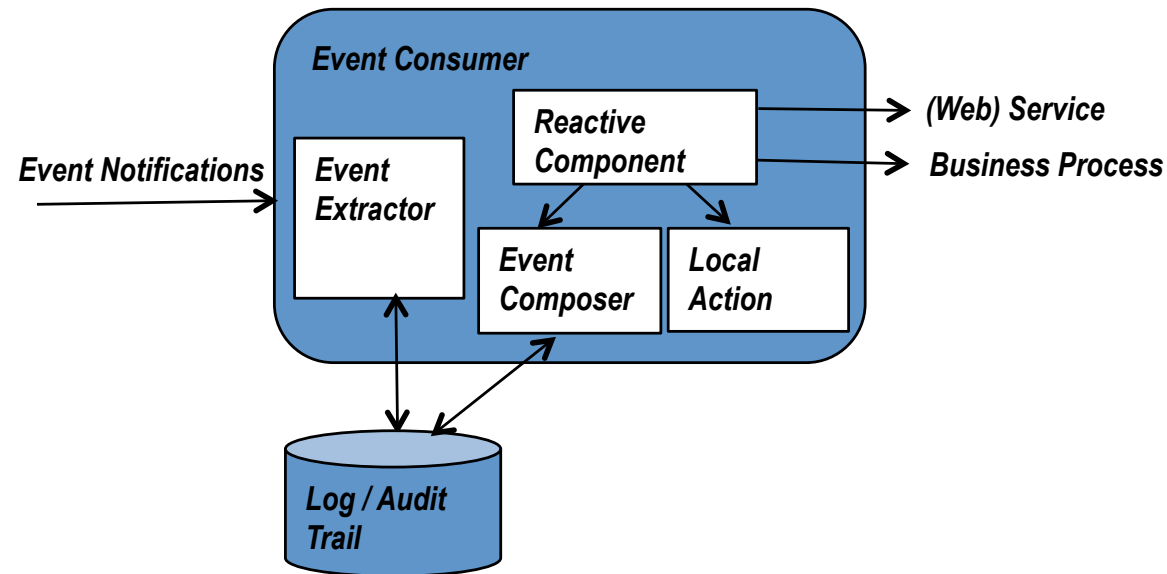 Event Consumer
Reactive
Component
(Web) Service
Business Process
Event Notifications
Event
Extractor
Event
Composer
Local
Action
Log / Audit
Trail